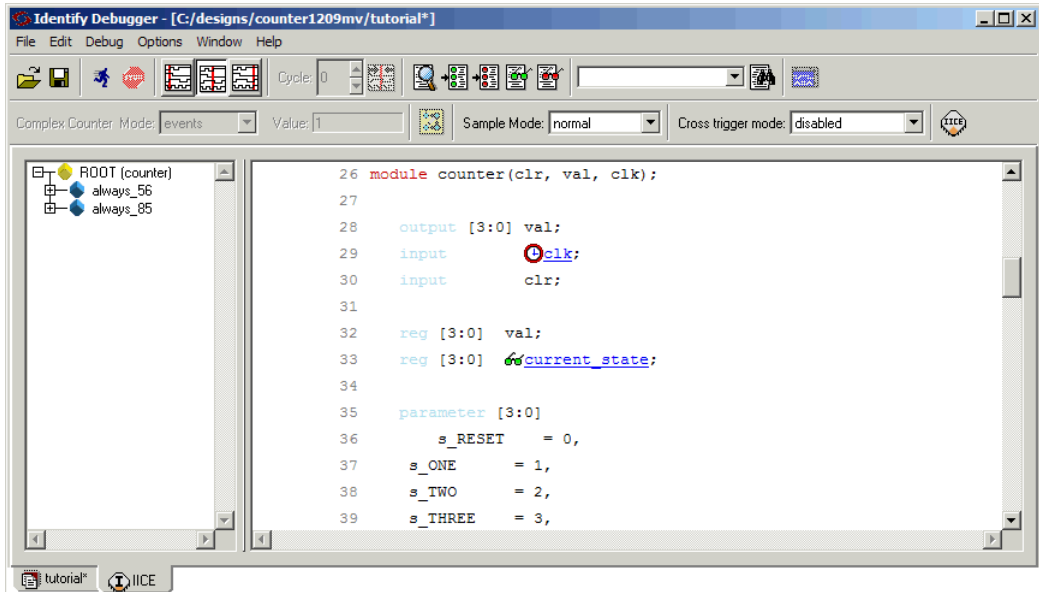 Identify Debugger - [C:/designs/counter1209mv/tutorial*]
File Edit Debug Options Window Help
STOP Cycle: 0
Complex Counter Mode: events Value: 1 Sample Mode: normal Cross trigger mode: disabled IICE
ROOT (counter)
always_56
always_85
26 module counter(clr, val, clk);
27
28 output [3:0] val;
29 input clk;
30 input clr;
31
32 reg [3:0] val;
33 reg [3:0] current_state;
34
35 parameter [3:0]
36 s_RESET = 0,
37 s_ONE = 1,
38 s_TWO = 2,
39 s_THREE = 3,
tutorial* I IICE